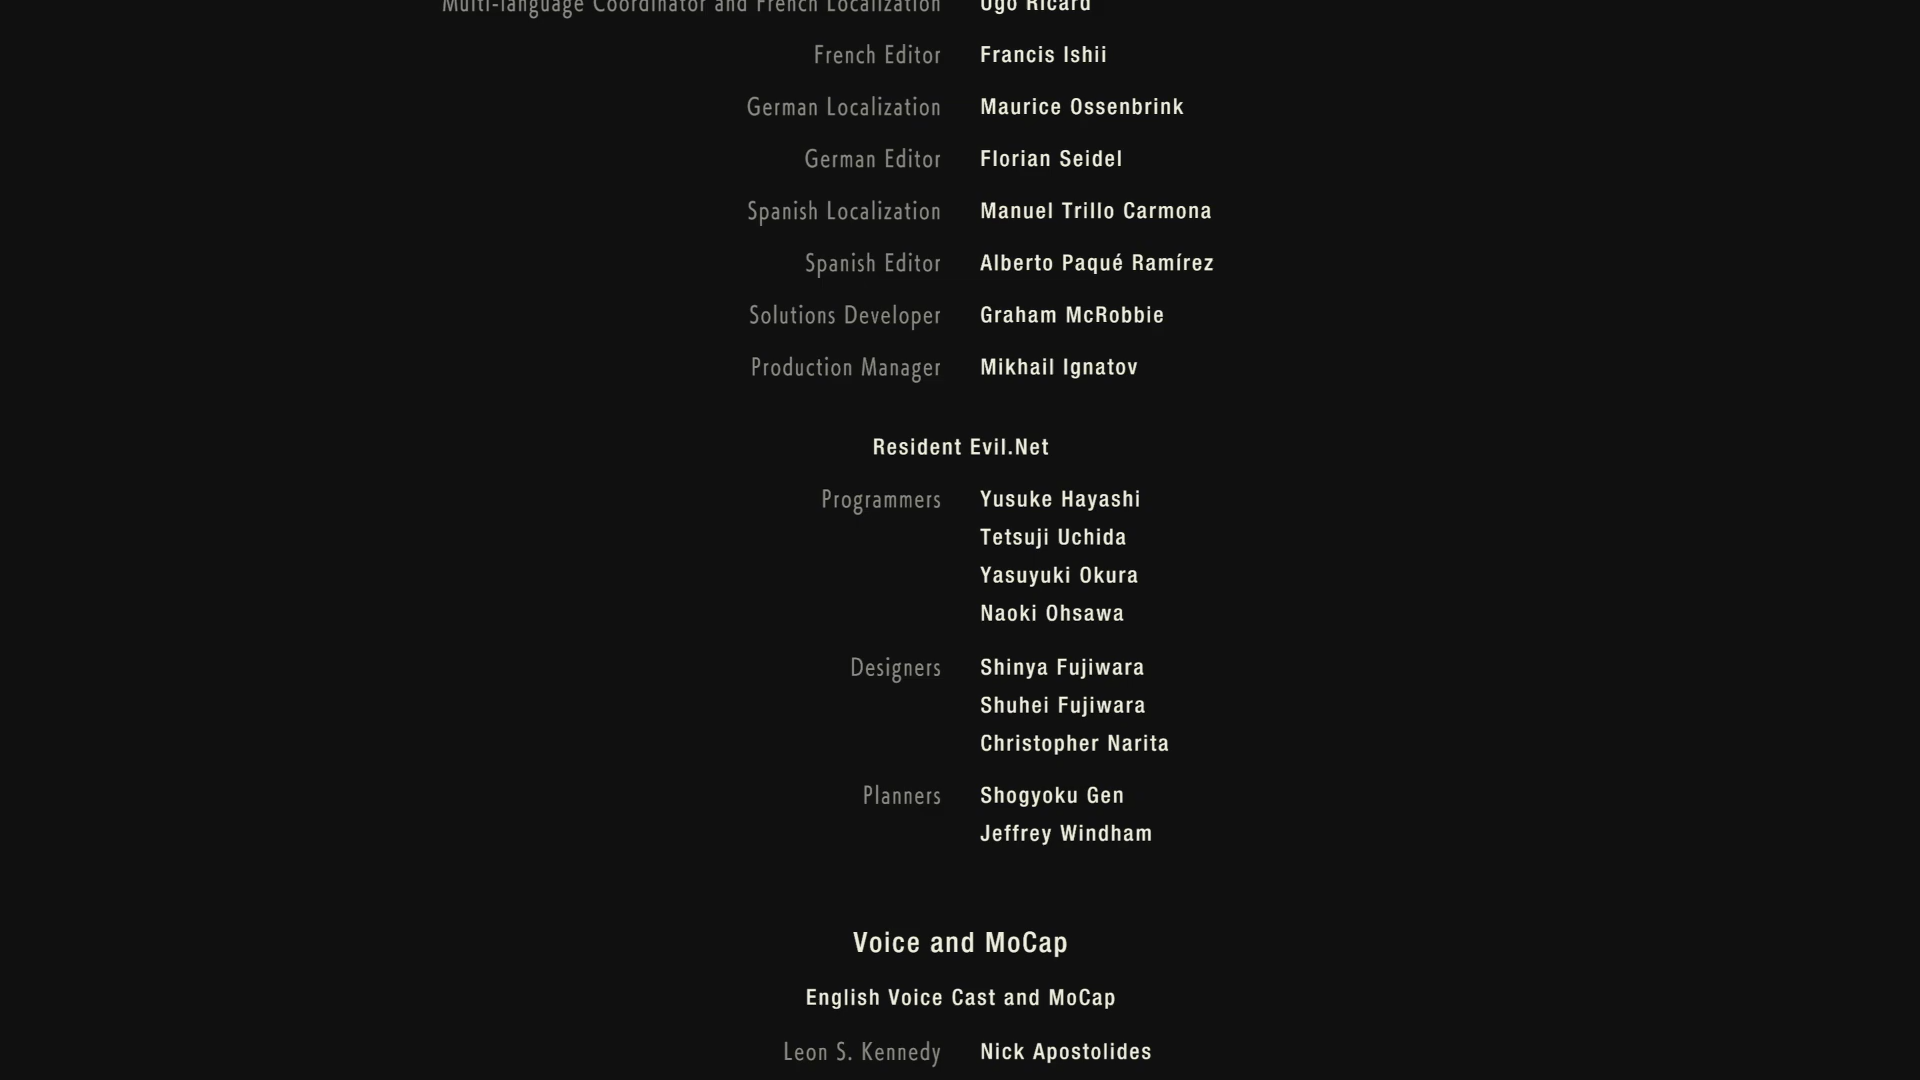 Multi-language Coordinator and French Localization Ugo Ricard
French Editor Francis Ishii
German Localization Maurice Ossenbrink
German Editor Florian Seidel
Spanish Localization Manuel Trillo Carmona
Spanish Editor Alberto Paqué Ramírez
Solutions Developer Graham McRobbie
Production Manager Mikhail Ignatov
Resident Evil.Net
Programmers Yusuke Hayashi
Tetsuji Uchida
Yasuyuki Okura
Naoki Ohsawa
Designers Shinya Fujiwara
Shuhei Fujiwara
Christopher Narita
Planners Shogyoku Gen
Jeffrey Windham
Voice and MoCap
English Voice Cast and MoCap
Leon S. Kennedy Nick Apostolides